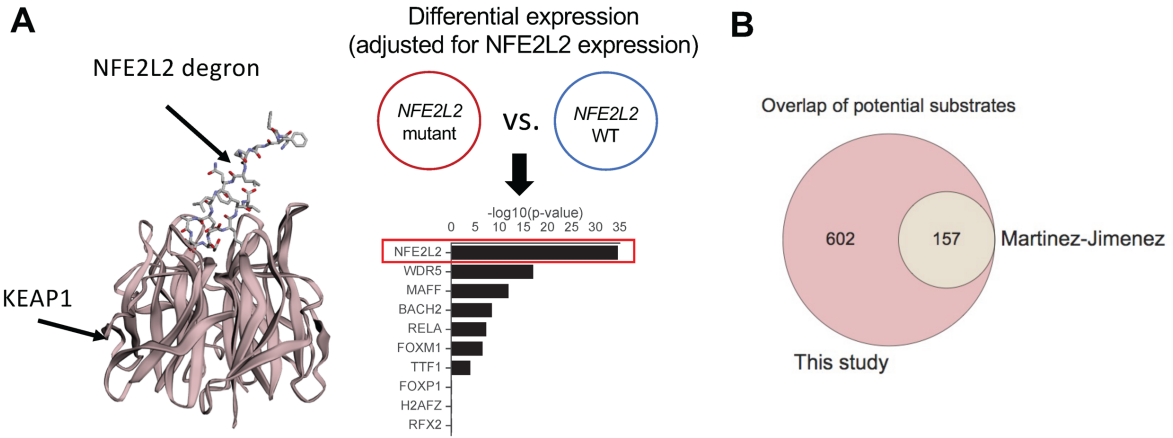 A
NFE2L2 degron
KEAP1
Differential expression
(adjusted for NFE2L2 expression)
NFE2L2
mutant
vs.
NFE2L2
WT
-log10(p-value)
0 5 10 15 20 25 30 35
NFE2L2
WDR5
MAFF
BACH2
RELA
FOXM1
TTF1
FOXP1
H2AFZ
RFX2
B
Overlap of potential substrates
602
157
Martinez-Jimenez
This study